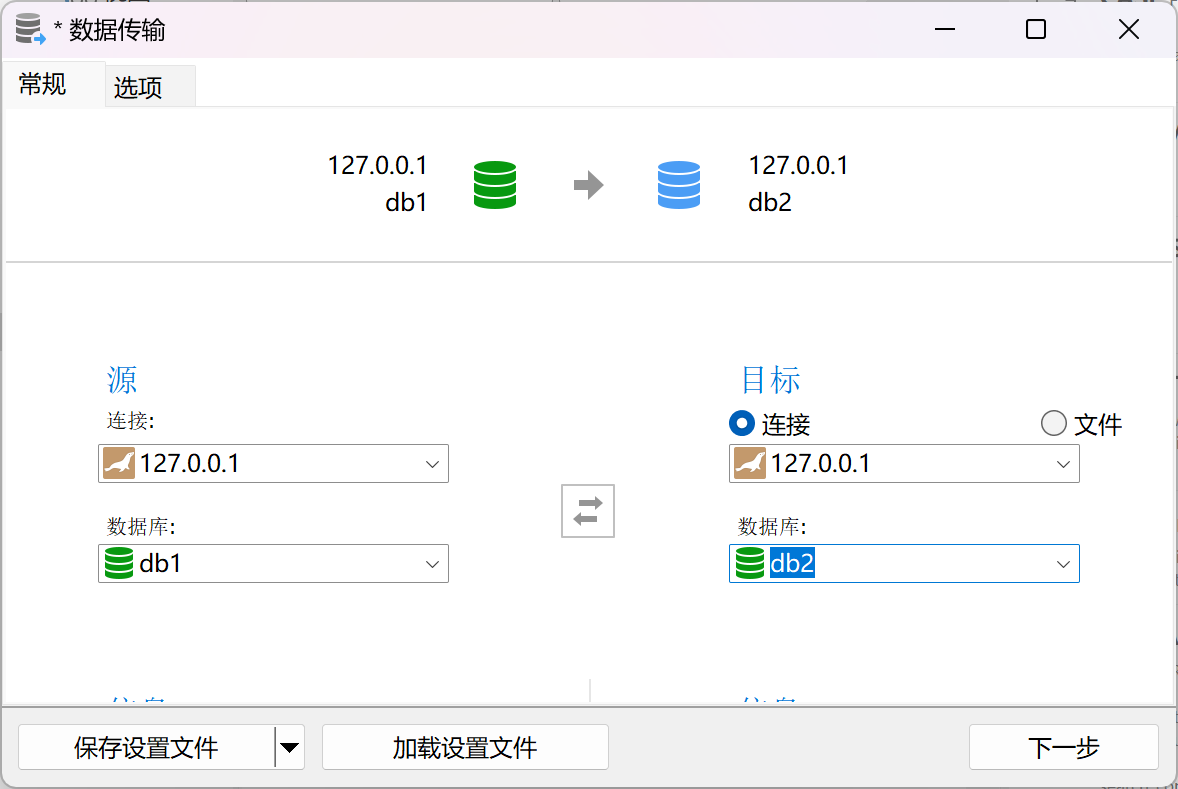 * 数据传输
常规 选项
127.0.0.1 127.0.0.1
db1 db2
源 目标
连接: 连接 文件
127.0.0.1 127.0.0.1
数据库: 数据库:
db1 db2
保存设置文件 加载设置文件 下一步